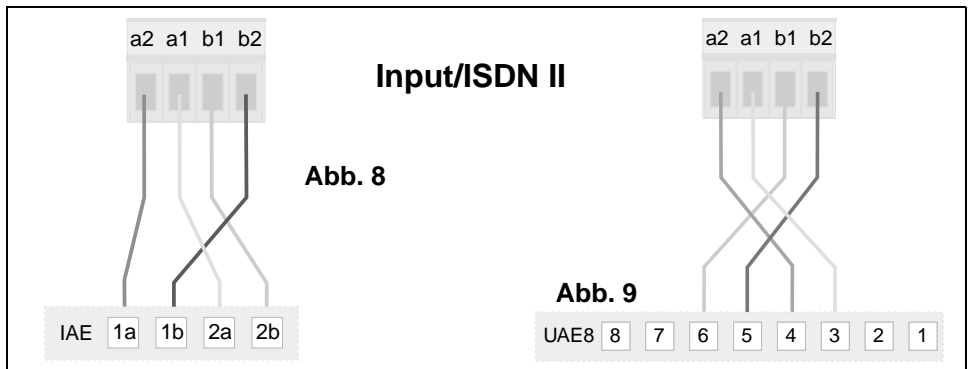 a2 a1 b1 b2
a2 a1 b1 b2
Input/ISDN II
Abb. 8
Abb. 9
IAE 1a 1b 2a 2b
UAE8 8 7 6 5 4 3 2 1